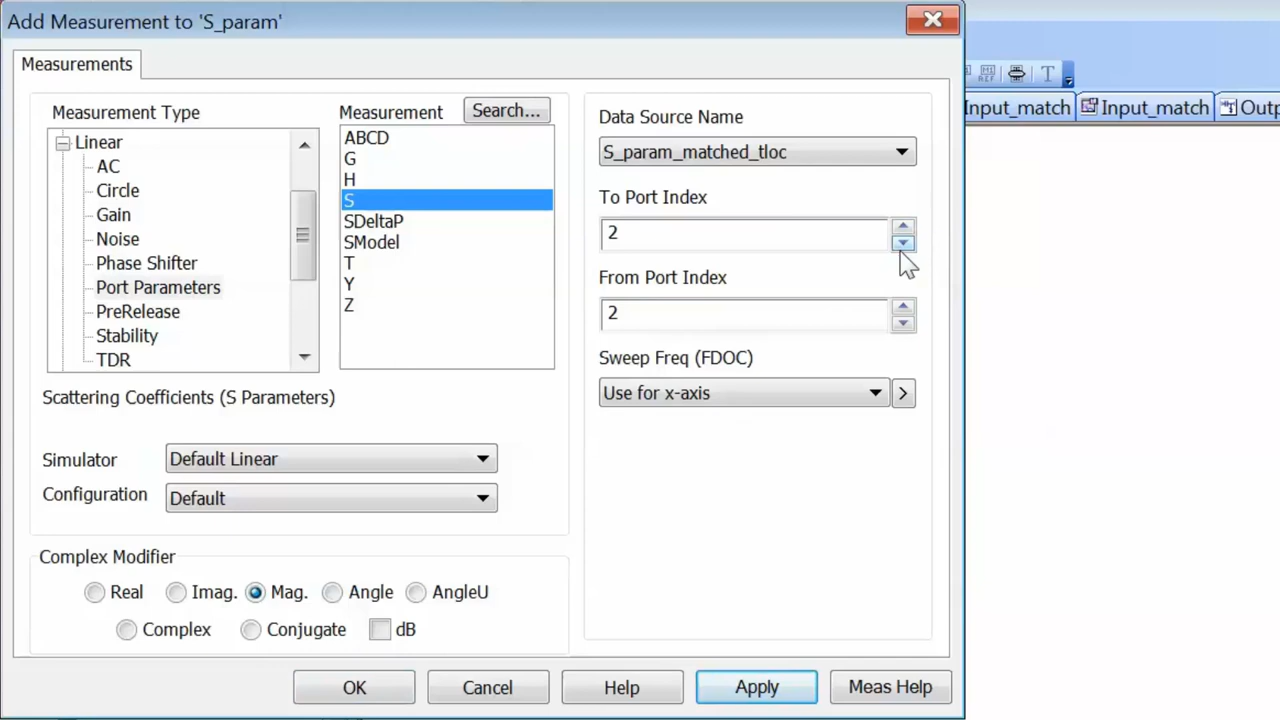 Add Measurement to 'S_param'
Measurements
Measurement Type
Linear
AC
Circle
Gain
Noise
Phase Shifter
Port Parameters
PreRelease
Stability
TDR
Measurement
Search...
ABCD
G
H
S
SDeltaP
SModel
T
Y
Z
Scattering Coefficients (S Parameters)
Simulator
Default Linear
Configuration
Default
Complex Modifier
Real
Imag.
Mag.
Angle
AngleU
Complex
Conjugate
dB
Data Source Name
S_param_matched_tloc
To Port Index
2
From Port Index
2
Sweep Freq (FDOC)
Use for x-axis
>
OK
Cancel
Help
Apply
Meas Help
M1
REF
T
Input_match
Input_match
Outp